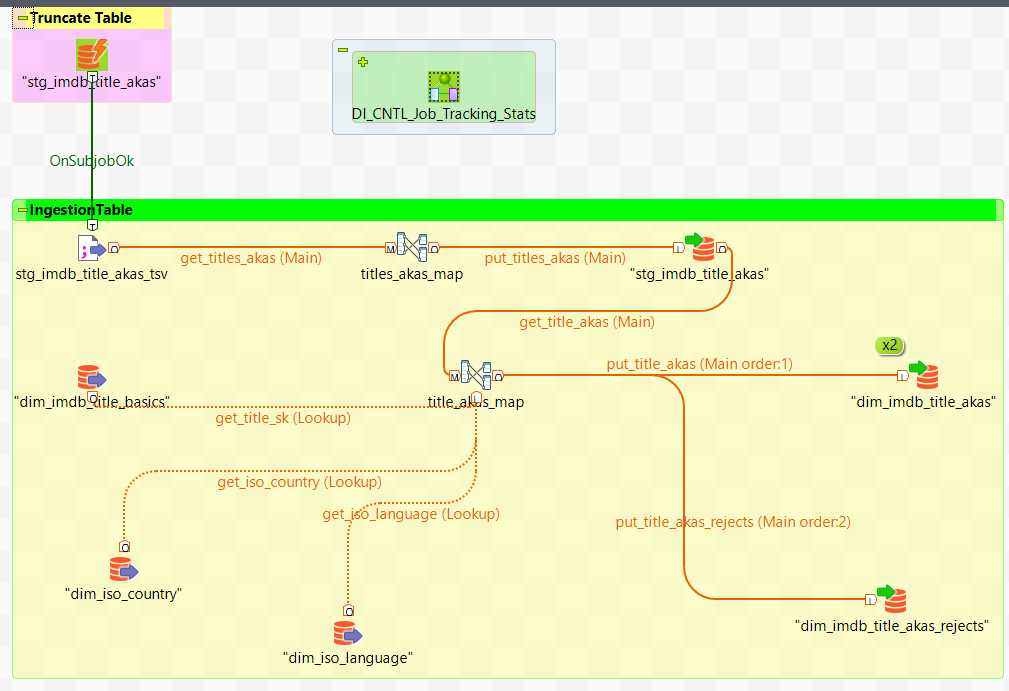 Truncate Table
"stg_imdb_title_akas"
T
DI_CNTL_Job_Tracking_Stats
OnSubjobOk
IngestionTable
T
O
M
O
I
O
stg_imdb_title_akas_tsv
get_titles_akas (Main)
titles_akas_map
put_titles_akas (Main)
"stg_imdb_title_akas"
get_title_akas (Main)
x2
put_title_akas (Main order:1)
M
O
I
"dim_imdb_title_basics"
O
title_akas_map
L
"dim_imdb_title_akas"
get_title_sk (Lookup)
get_iso_country (Lookup)
get_iso_language (Lookup)
put_title_akas_rejects (Main order:2)
O
"dim_iso_country"
I
O
"dim_imdb_title_akas_rejects"
"dim_iso_language"